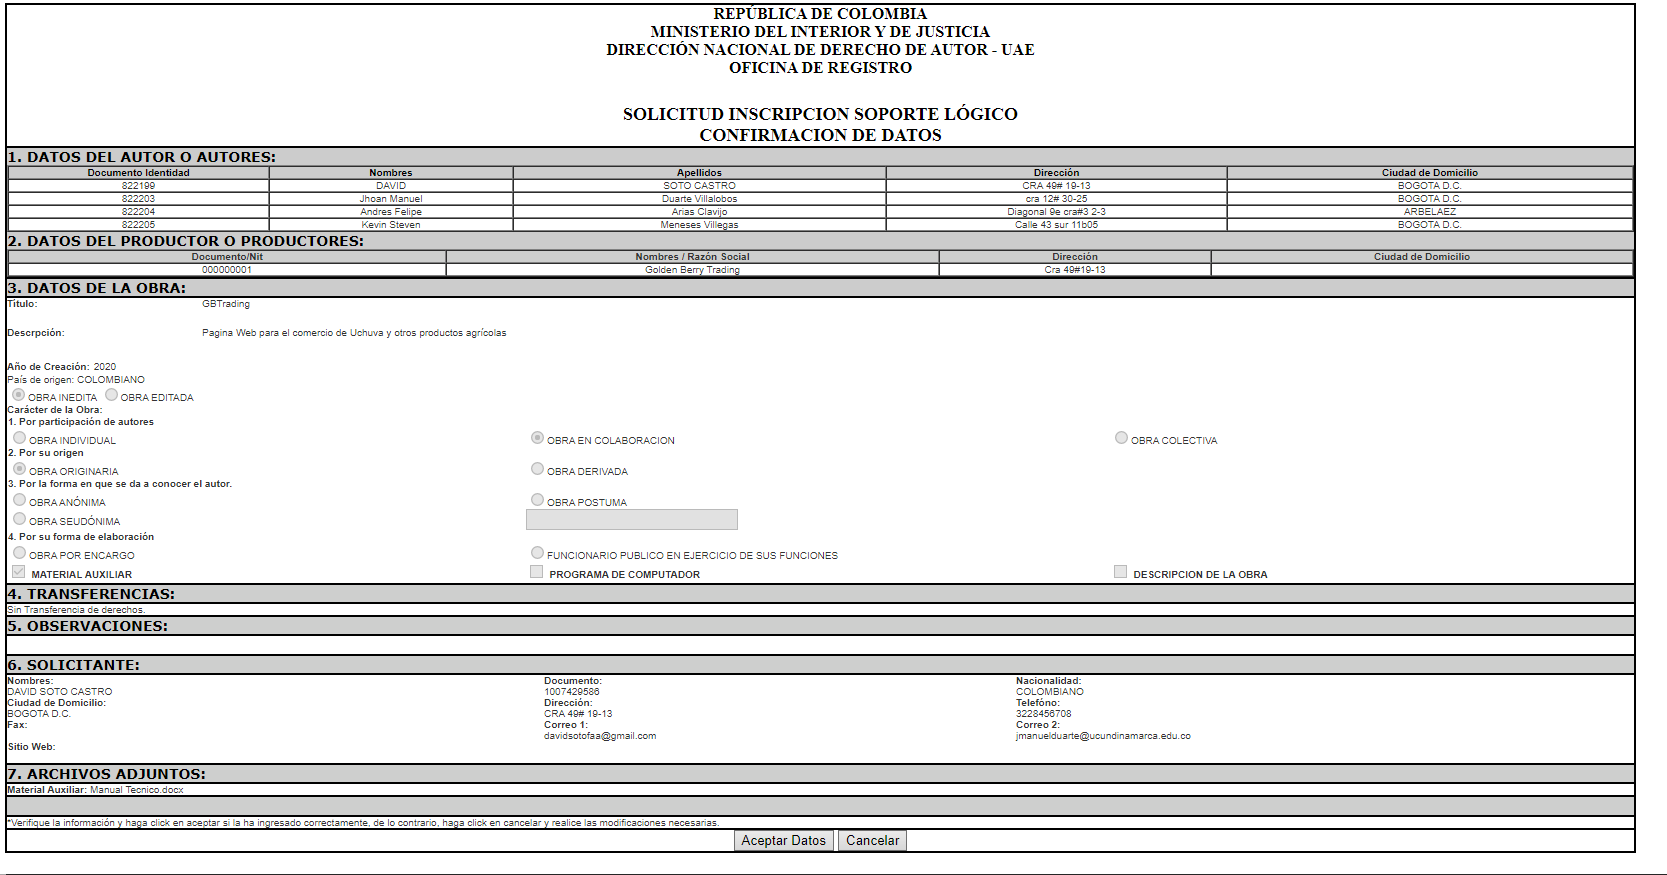 REPÚBLICA DE COLOMBIA
MINISTERIO DEL INTERIOR Y DE JUSTICIA
DIRECCIÓN NACIONAL DE DERECHO DE AUTOR - UAE
OFICINA DE REGISTRO
SOLICITUD INSCRIPCION SOPORTE LÓGICO
CONFIRMACION DE DATOS
1. DATOS DEL AUTOR O AUTORES:
Documento Identidad Nombres Apellidos Dirección Ciudad de Domicilio
822199 DAVID SOTO CASTRO CRA 49# 19-13 BOGOTA D.C.
822203 Jhoan Manuel Duarte Villalobos cra 12# 30-25 BOGOTA D.C.
822204 Andres Felipe Arias Clavijo Diagonal 9e cra#3 2-3 ARBELAEZ
822205 Kevin Steven Meneses Villegas Calle 43 sur 11b05 BOGOTA D.C.
2. DATOS DEL PRODUCTOR O PRODUCTORES:
Documento/Nit Nombres / Razón Social Dirección Ciudad de Domicilio
000000001 Golden Berry Trading Cra 49#19-13
3. DATOS DE LA OBRA:
Título: GBTrading
Descrpción: Pagina Web para el comercio de Uchuva y otros productos agrícolas
Año de Creación: 2020
País de origen: COLOMBIANO
OBRA INEDITA OBRA EDITADA
Carácter de la Obra:
1. Por participación de autores
OBRA INDIVIDUAL OBRA EN COLABORACION OBRA COLECTIVA
2. Por su origen
OBRA ORIGINARIA OBRA DERIVADA
3. Por la forma en que se da a conocer el autor.
OBRA ANÓNIMA OBRA POSTUMA
OBRA SEUDÓNIMA
4. Por su forma de elaboración
OBRA POR ENCARGO FUNCIONARIO PUBLICO EN EJERCICIO DE SUS FUNCIONES
MATERIAL AUXILIAR PROGRAMA DE COMPUTADOR DESCRIPCION DE LA OBRA
4. TRANSFERENCIAS:
Sin Transferencia de derechos.
5. OBSERVACIONES:
6. SOLICITANTE:
Nombres: Documento: Nacionalidad:
DAVID SOTO CASTRO 1007429586 COLOMBIANO
Ciudad de Domicilio: Dirección: Telefóno:
BOGOTA D.C. CRA 49# 19-13 3228456708
Fax: Correo 1: Correo 2:
davidsotofaa@gmail.com jmanuelduarte@ucundinamarca.edu.co
Sitio Web:
7. ARCHIVOS ADJUNTOS:
Material Auxiliar: Manual Tecnico.docx
*Verifique la información y haga click en aceptar si la ha ingresado correctamente, de lo contrario, haga click en cancelar y realice las modificaciones necesarias.
Aceptar Datos Cancelar